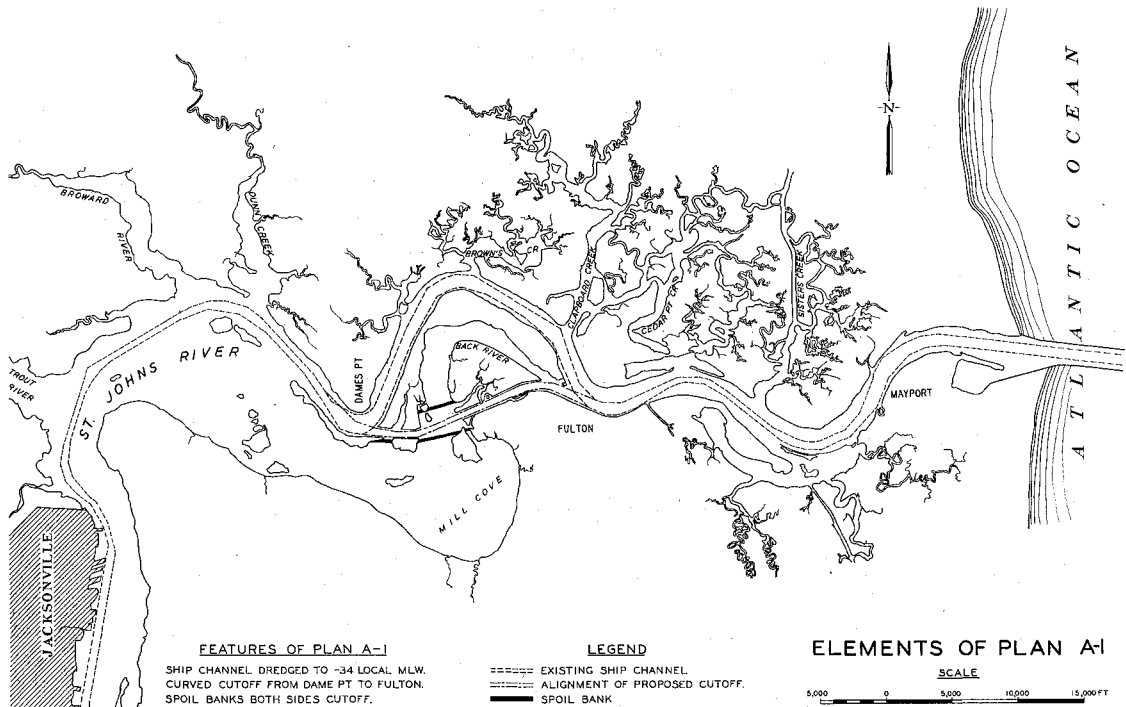 ATLANTIC OCEAN
-N-
BROWARD
RIVER
DUNN CREEK
BROWN'S CR
CLAPBOARD CREEK
CEDAR PT CR
SISTERS CREEK
TROUT
RIVER
ST. JOHNS RIVER
DAMES PT
BACK RIVER
FULTON
MAYPORT
MILL COVE
JACKSONVILLE
FEATURES OF PLAN A-1
SHIP CHANNEL DREDGED TO -34 LOCAL MLW.
CURVED CUTOFF FROM DAME PT TO FULTON.
SPOIL BANKS BOTH SIDES CUTOFF.
LEGEND
EXISTING SHIP CHANNEL
ALIGNMENT OF PROPOSED CUTOFF.
SPOIL BANK
ELEMENTS OF PLAN A-1
SCALE
5,000 0 5,000 10,000 15,000 FT